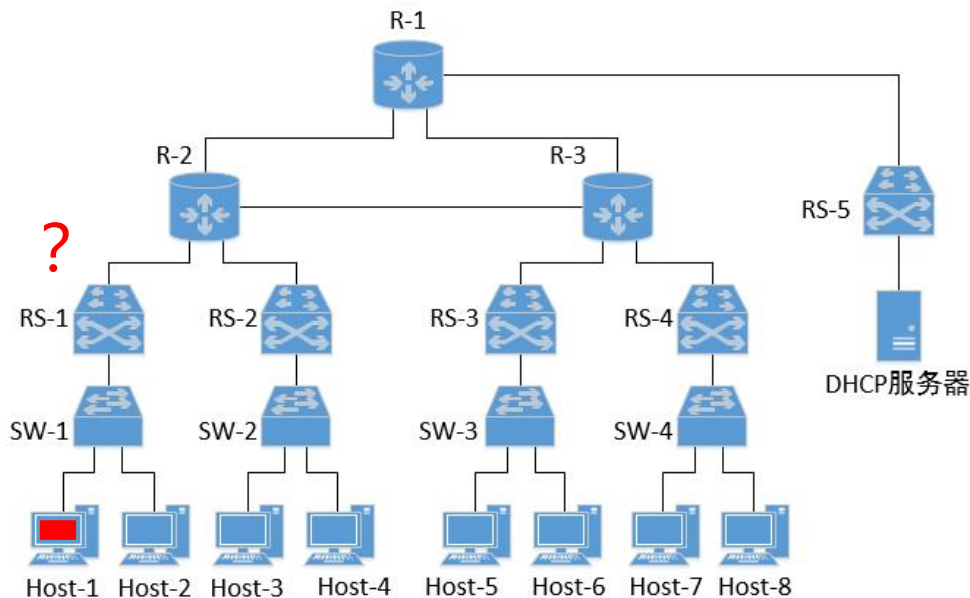 R-1
R-2
R-3
RS-5
?
RS-1
RS-2
RS-3
RS-4
DHCP服务器
SW-1
SW-2
SW-3
SW-4
Host-1
Host-2
Host-3
Host-4
Host-5
Host-6
Host-7
Host-8